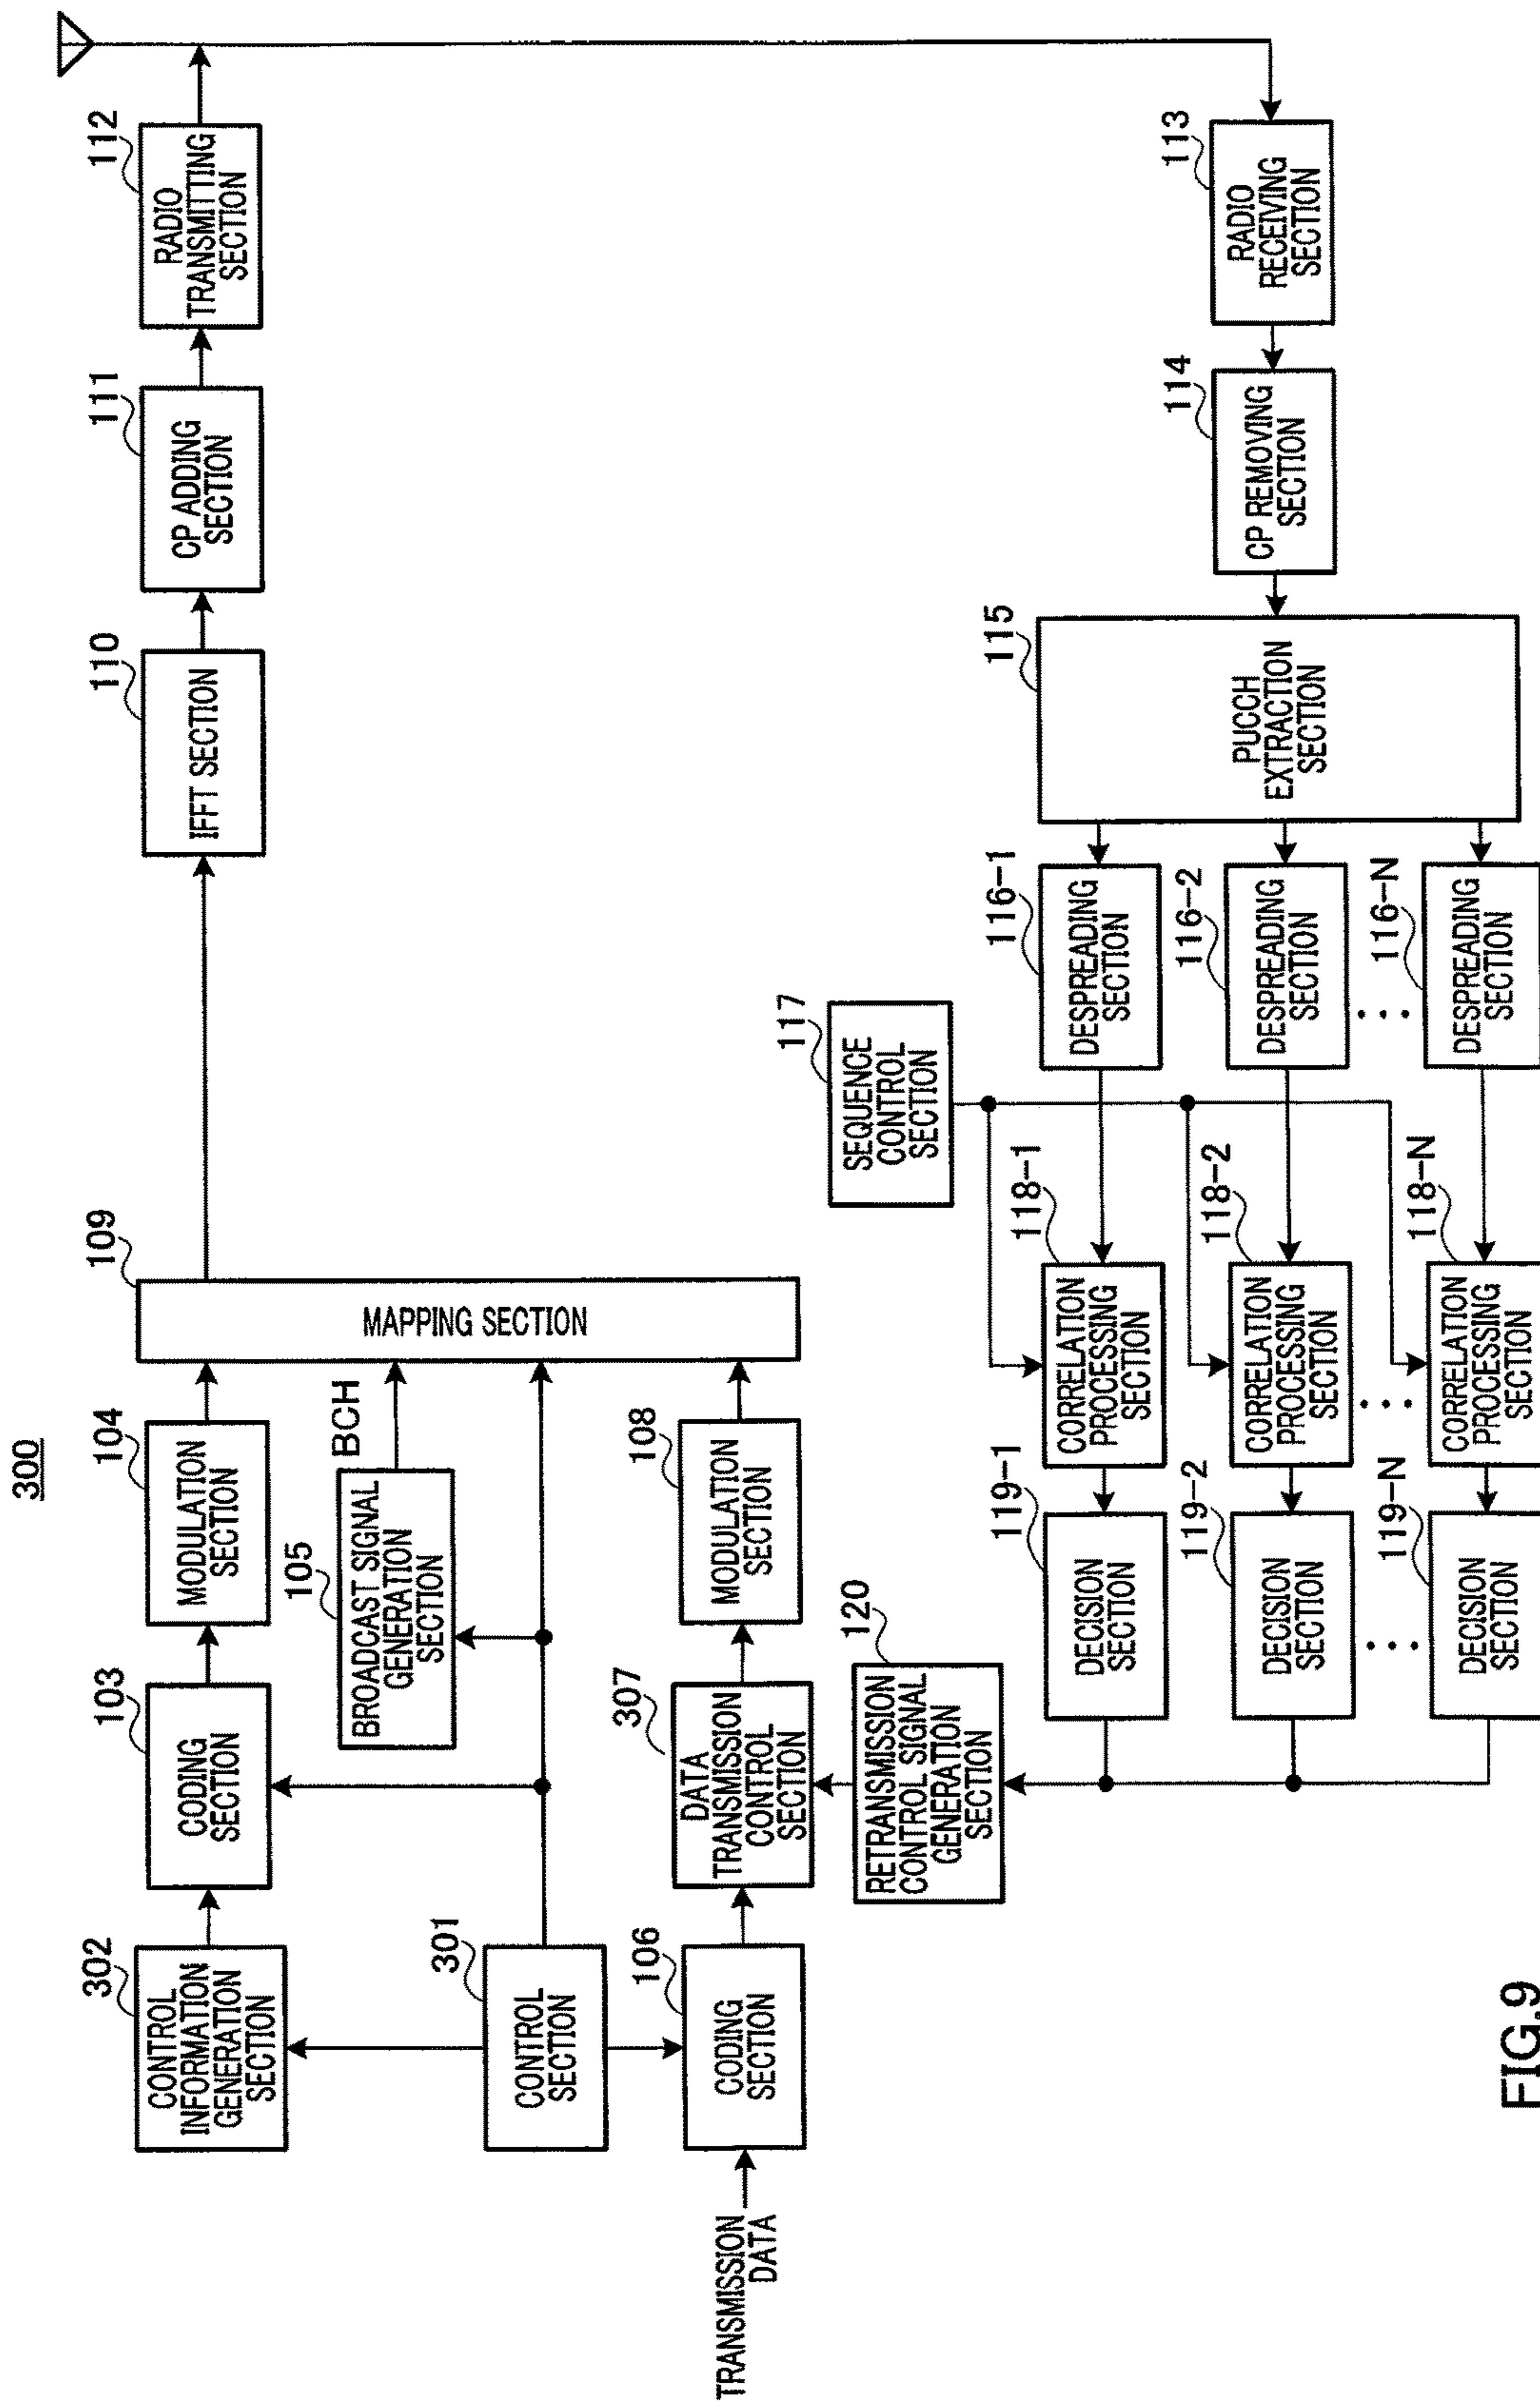 300
302
CONTROL
INFORMATION
GENERATION
SECTION
103
CODING
SECTION
104
MODULATION
SECTION
109
MAPPING SECTION
110
IFFT SECTION
111
CP ADDING
SECTION
112
RADIO
TRANSMITTING
SECTION
105
BROADCAST SIGNAL
GENERATION
SECTION
BCH
301
CONTROL
SECTION
TRANSMISSION
DATA
106
CODING
SECTION
307
DATA
TRANSMISSION
CONTROL
SECTION
108
MODULATION
SECTION
120
RETRANSMISSION
CONTROL SIGNAL
GENERATION
SECTION
117
SEQUENCE
CONTROL
SECTION
119-1
DECISION
SECTION
118-1
CORRELATION
PROCESSING
SECTION
116-1
DESPREADING
SECTION
115
PUCCH
EXTRACTION
SECTION
114
CP REMOVING
SECTION
113
RADIO
RECEIVING
SECTION
119-2
DECISION
SECTION
118-2
CORRELATION
PROCESSING
SECTION
116-2
DESPREADING
SECTION
...
...
...
119-N
DECISION
SECTION
118-N
CORRELATION
PROCESSING
SECTION
116-N
DESPREADING
SECTION
FIG.9